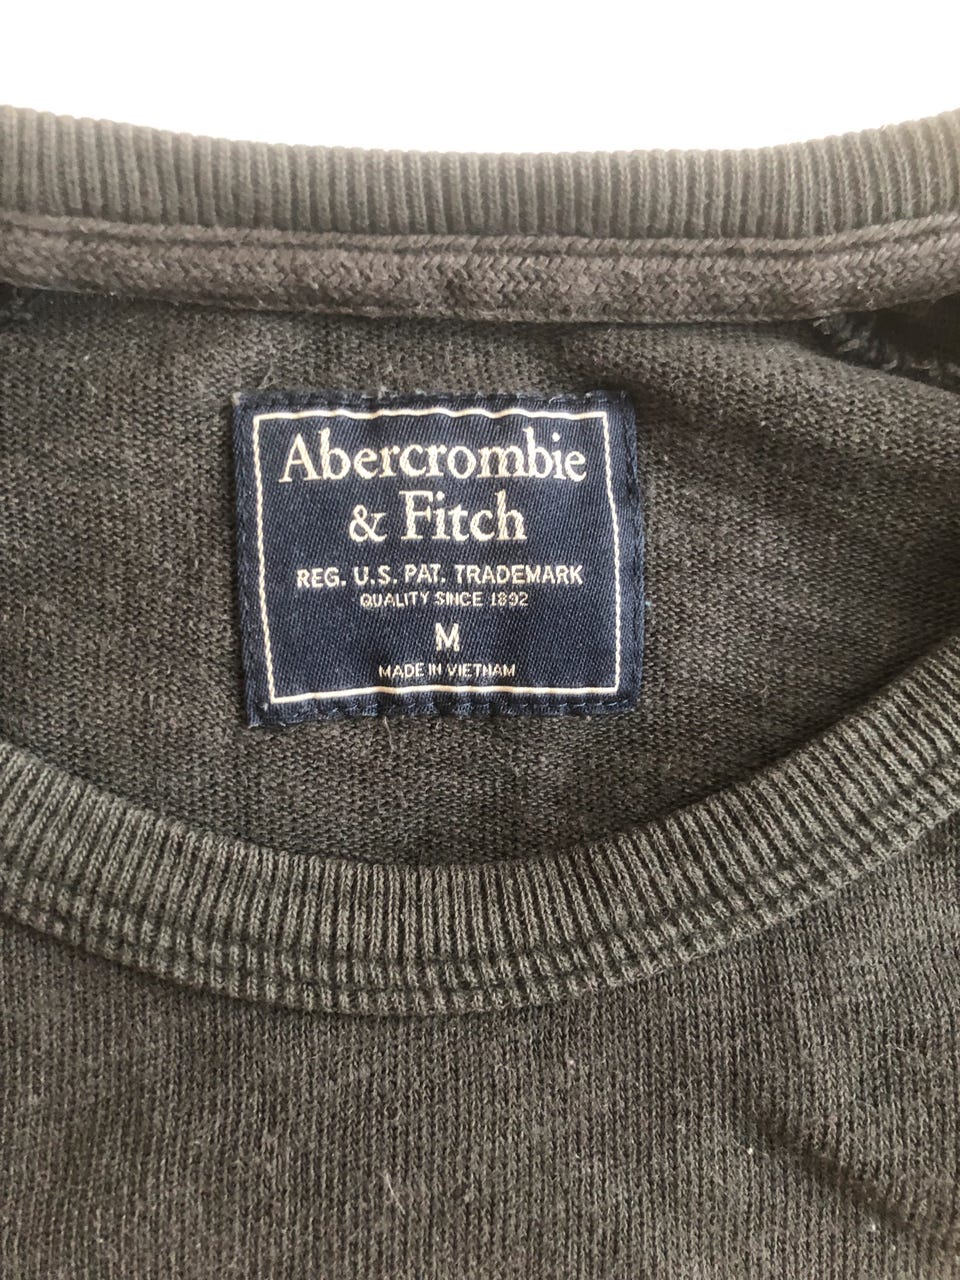 Abercrombie
& Fitch
REG. U.S. PAT. TRADEMARK
QUALITY SINCE 1892
M
MADE IN VIETNAM